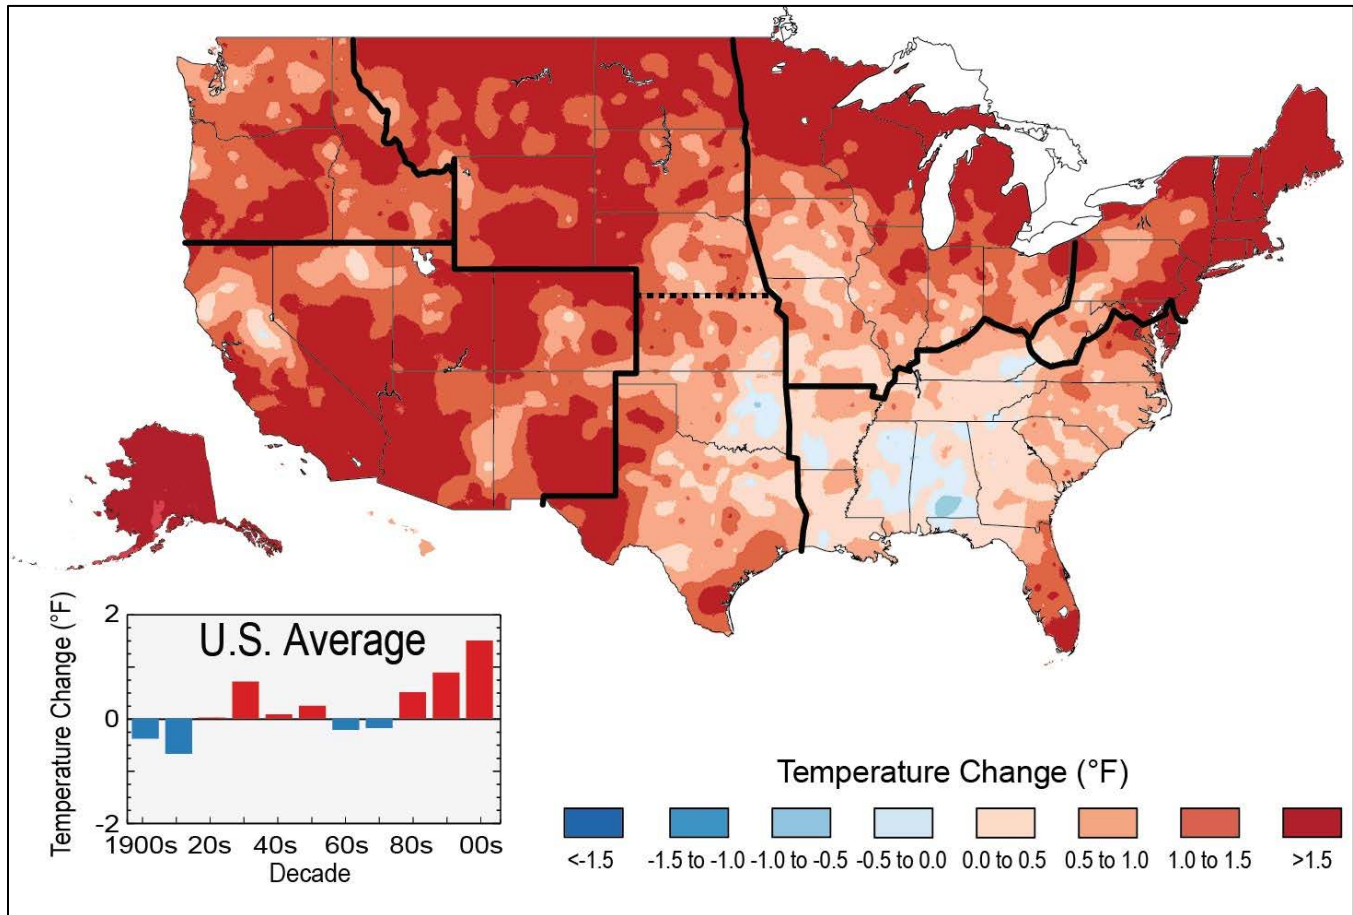 Temperature Change (°F)
2
0
-2
U.S. Average
1900s 20s 40s 60s 80s 00s
Decade
Temperature Change (°F)
<-1.5 -1.5 to -1.0 -1.0 to -0.5 -0.5 to 0.0 0.0 to 0.5 0.5 to 1.0 1.0 to 1.5 >1.5